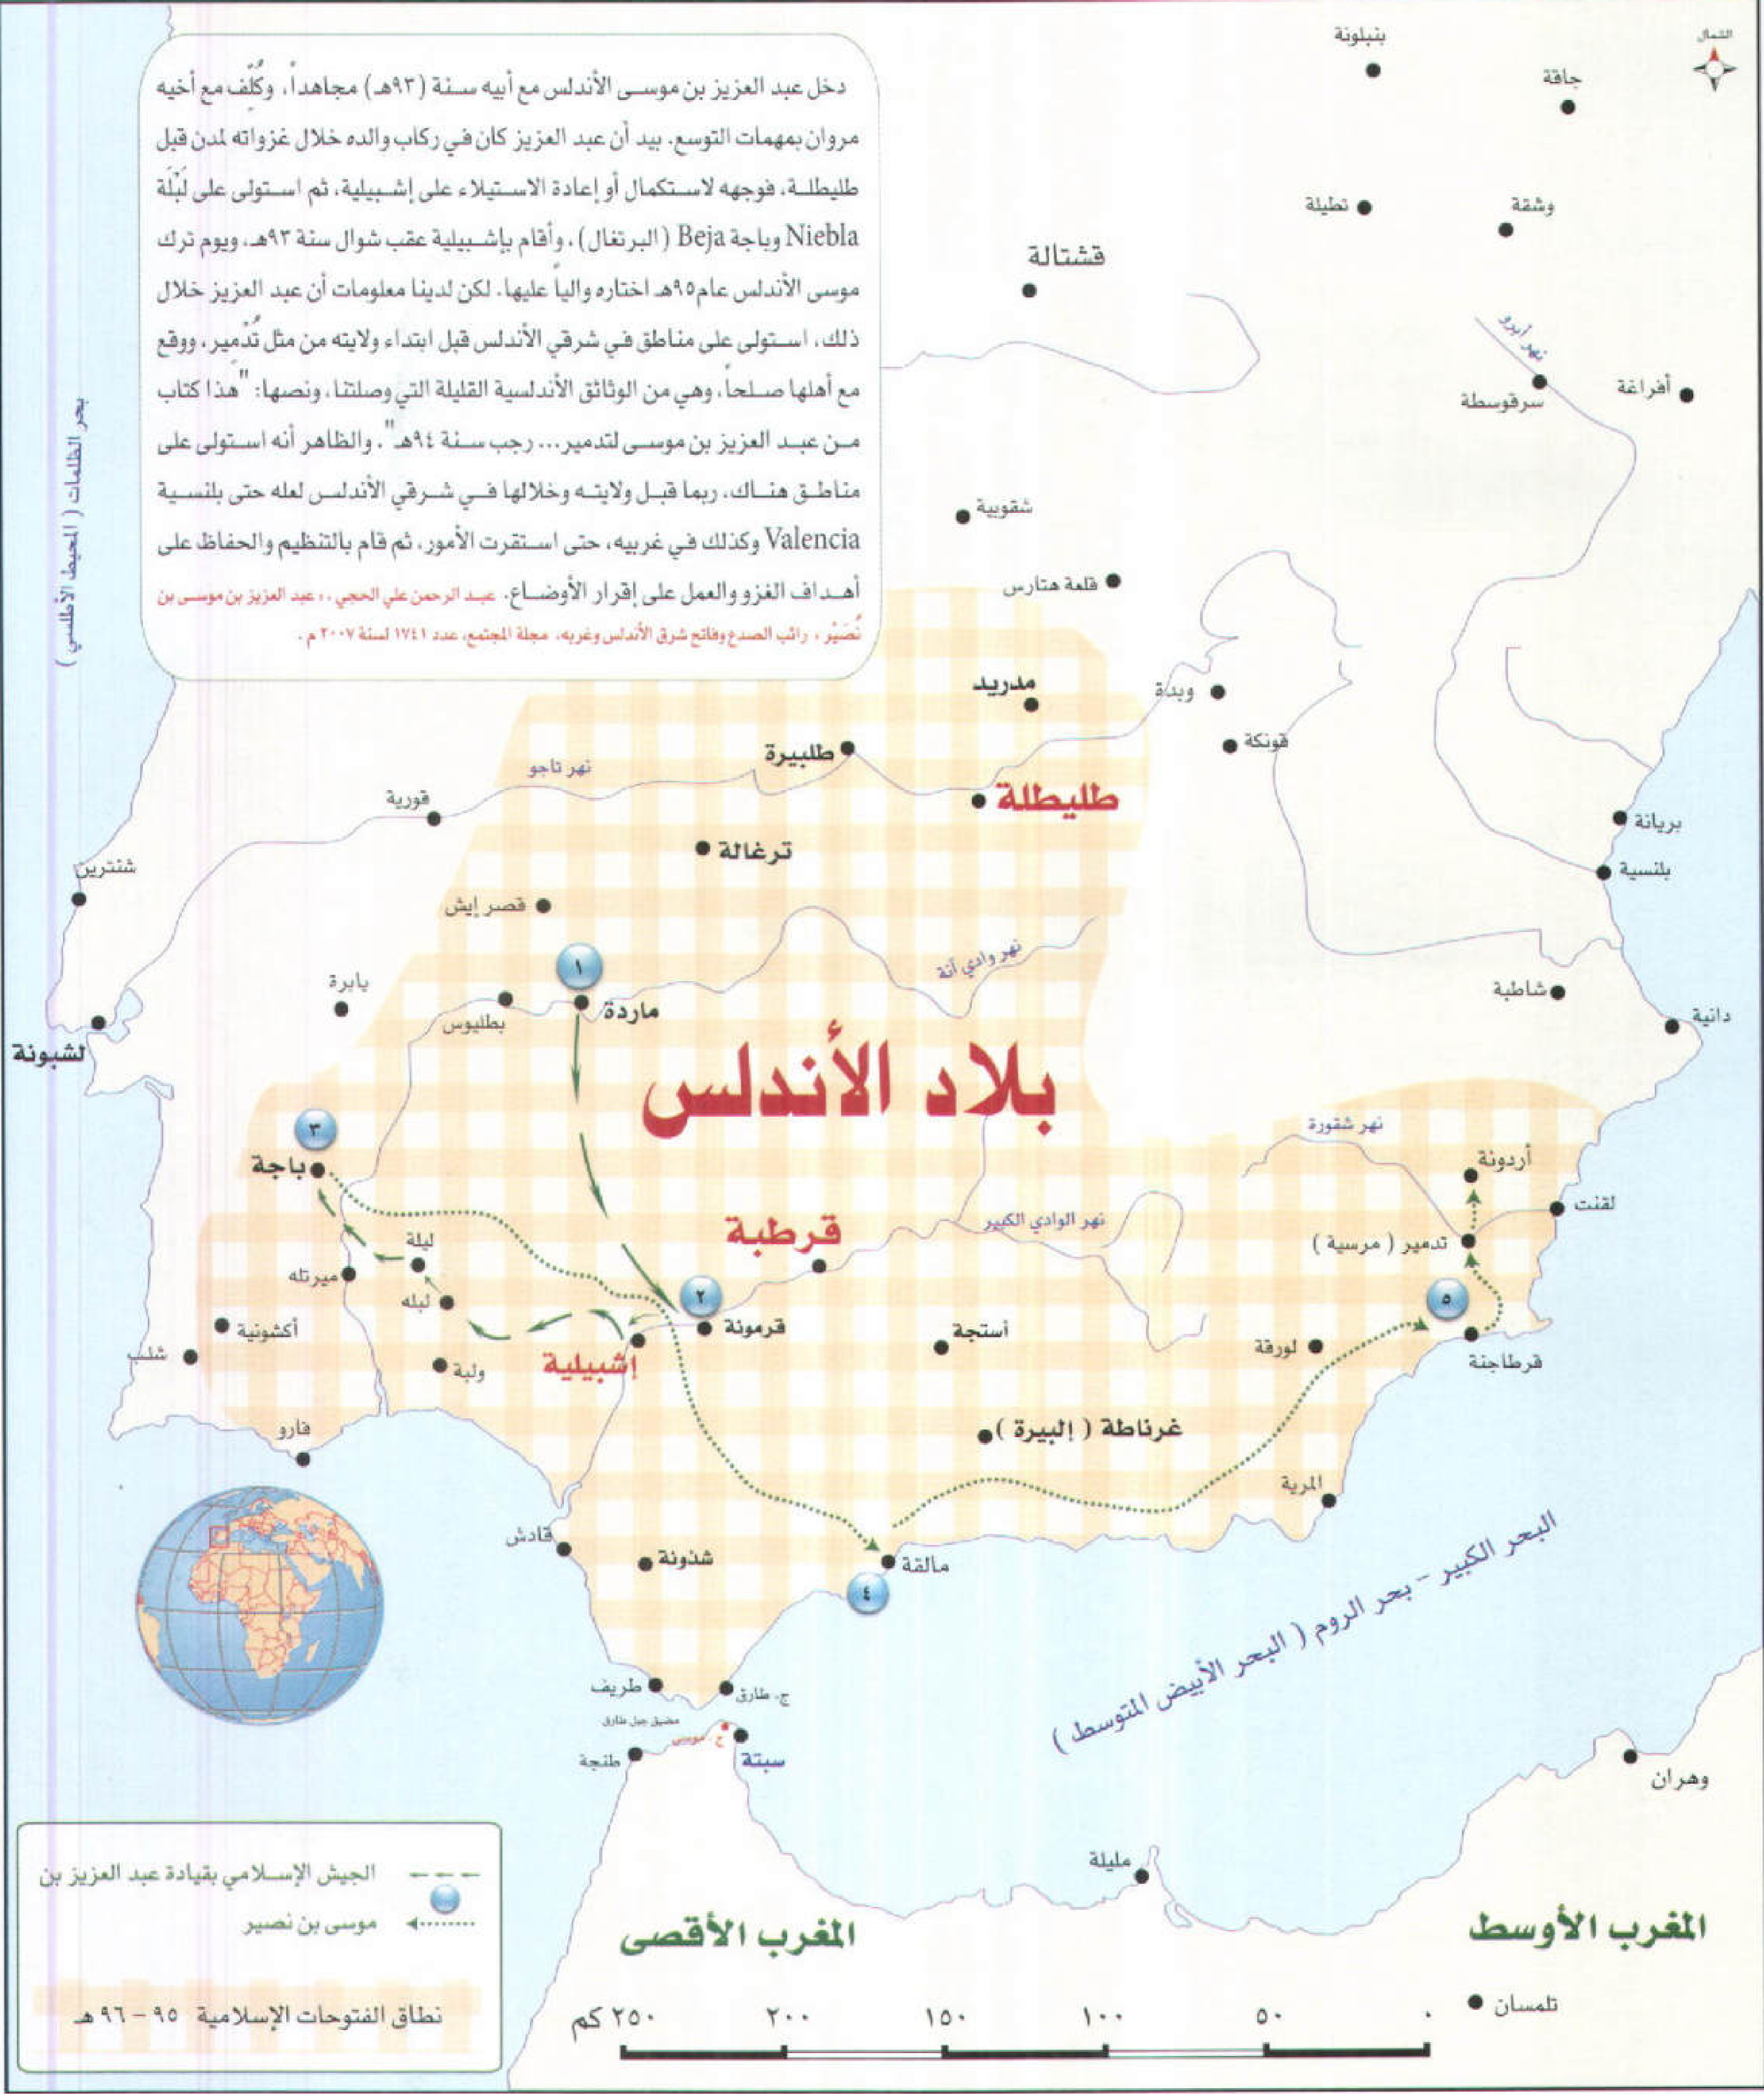 دخل عبد العزيز بن موسى الأندلس مع أبيه سنة (٩٣هـ) مجاهداً، وكُلِّف مع أخيه
مروان بمهمات التوسع. بيد أن عبد العزيز كان في ركاب والده خلال غزواته لمدن قبل
طليطلة، فوجهه لاستكمال أو إعادة الاستيلاء على إشبيلية، ثم استولى على لَبْلَة
Niebla وباجة Beja (البرتغال)، وأقام بإشبيلية عقب شوال سنة ٩٣هـ، ويوم ترك
موسى الأندلس عام٩٥هـ اختاره والياً عليها. لكن لدينا معلومات أن عبد العزيز خلال
ذلك، استولى على مناطق في شرقي الأندلس قبل ابتداء ولايته من مثل تُدْمير، ووقع
مع أهلها صلحاً، وهي من الوثائق الأندلسية القليلة التي وصلتنا، ونصها: "هذا كتاب
من عبد العزيز بن موسى لتدمير... رجب سنة ٩٤هـ". والظاهر أنه استولى على
مناطق هناك، ربما قبل ولايته وخلالها في شرقي الأندلس لعله حتى بلنسية
Valencia وكذلك في غربيه، حتى استقرت الأمور، ثم قام بالتنظيم والحفاظ على
أهداف الغزو والعمل على إقرار الأوضاع. عبد الرحمن علي الحجي ، ، عبد العزيز بن موسى بن
نُصَيْر ، رائب الصدع وفاتح شرق الأندلس وغربه، مجلة المجتمع، عدد ١٧٤١ لسنة ٢٠٠٧ م .
الشمال
بنبلونة
جاقة
تطيلة
وشقة
قشتالة
نهر أبرو
سرقوسطة
أفراغة
بحر الظلمات ( المحيط الأطلسي )
شقوبية
قلعة هنارس
مدريد
وبذة
قونكة
طلبيرة
نهر تاجو
طليطلة
قورية
ترغالة
بريانة
بلنسية
شنترين
قصر إيش
١
نهر وادي آنة
يابرة
بطليوس
ماردة
شاطبة
دانية
لشبونة
بلاد الأندلس
٣
باجة
نهر شقورة
أردونة
لقنت
قرطبة
نهر الوادي الكبير
تدمير ( مرسية )
ليلة
ميرتله
لبله
٢
٥
أكشونبة
قرمونة
أستجة
لورقة
قرطاجنة
شلب
ولبة
إشبيلية
فارو
غرناطة ( إلبيرة )
المرية
قادش
شذونة
مالقة
٤
البحر الكبير - بحر الروم ( البحر الأبيض المتوسط )
طريف
ج. طارق
مضيق جبل طارق
ج. موسى
طنجة
سبتة
وهران
مليلة
المغرب الأقصى
المغرب الأوسط
تلمسان
الجيش الإسلامي بقيادة عبد العزيز بن
موسى بن نصير
نطاق الفتوحات الإسلامية ٩٥ - ٩٦ هـ
٢٥٠ كم
٢٠٠
١٥٠
١٠٠
٥٠
٠